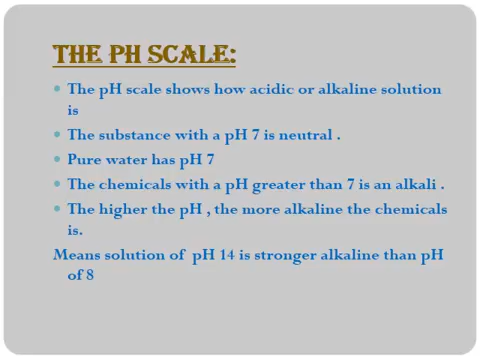 THE PH SCALE:
The pH scale shows how acidic or alkaline solution
is
The substance with a pH 7 is neutral .
Pure water has pH 7
The chemicals with a pH greater than 7 is an alkali .
The higher the pH , the more alkaline the chemicals
is.
Means solution of pH 14 is stronger alkaline than pH
of 8